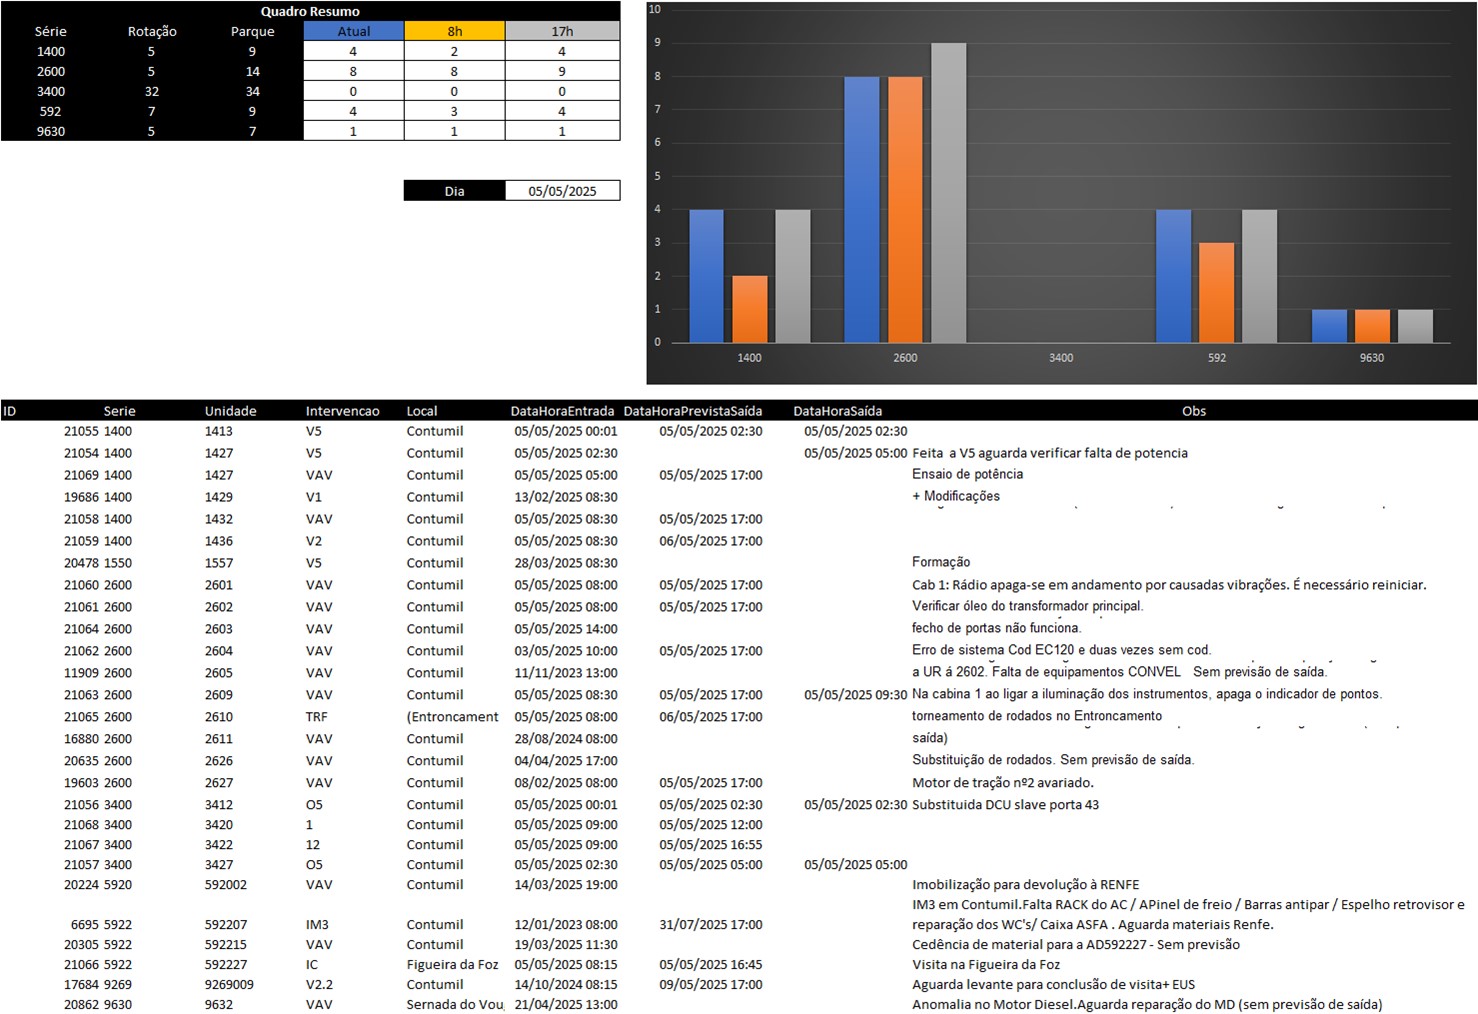 Quadro Resumo
Série Rotação Parque Atual 8h 17h
1400 5 9 4 2 4
2600 5 14 8 8 9
3400 32 34 0 0 0
592 7 9 4 3 4
9630 5 7 1 1 1
Dia 05/05/2025
10
9
8
7
6
5
4
3
2
1
0
1400 2600 3400 592 9630
ID Serie Unidade Intervencao Local DataHoraEntrada DataHoraPrevistaSaída DataHoraSaída Obs
21055 1400 1413 V5 Contumil 05/05/2025 00:01 05/05/2025 02:30 05/05/2025 02:30
21054 1400 1427 V5 Contumil 05/05/2025 02:30 05/05/2025 05:00 Feita a V5 aguarda verificar falta de potencia
21069 1400 1427 VAV Contumil 05/05/2025 05:00 05/05/2025 17:00 Ensaio de potência
19686 1400 1429 V1 Contumil 13/02/2025 08:30 + Modificações
21058 1400 1432 VAV Contumil 05/05/2025 08:30 05/05/2025 17:00
21059 1400 1436 V2 Contumil 05/05/2025 08:30 06/05/2025 17:00
20478 1550 1557 V5 Contumil 28/03/2025 08:30 Formação
21060 2600 2601 VAV Contumil 05/05/2025 08:00 05/05/2025 17:00 Cab 1: Rádio apaga-se em andamento por causadas vibrações. É necessário reiniciar.
21061 2600 2602 VAV Contumil 05/05/2025 08:00 05/05/2025 17:00 Verificar óleo do transformador principal.
21064 2600 2603 VAV Contumil 05/05/2025 14:00 fecho de portas não funciona.
21062 2600 2604 VAV Contumil 03/05/2025 10:00 05/05/2025 17:00 Erro de sistema Cod EC120 e duas vezes sem cod.
11909 2600 2605 VAV Contumil 11/11/2023 13:00 a UR á 2602. Falta de equipamentos CONVEL Sem previsão de saída.
21063 2600 2609 VAV Contumil 05/05/2025 08:30 05/05/2025 17:00 05/05/2025 09:30 Na cabina 1 ao ligar a iluminação dos instrumentos, apaga o indicador de pontos.
21065 2600 2610 TRF (Entroncament 05/05/2025 08:00 06/05/2025 17:00 torneamento de rodados no Entroncamento
16880 2600 2611 VAV Contumil 28/08/2024 08:00 saída)
20635 2600 2626 VAV Contumil 04/04/2025 17:00 Substituição de rodados. Sem previsão de saída.
19603 2600 2627 VAV Contumil 08/02/2025 08:00 05/05/2025 17:00 Motor de tração nº2 avariado.
21056 3400 3412 O5 Contumil 05/05/2025 00:01 05/05/2025 02:30 05/05/2025 02:30 Substituida DCU slave porta 43
21068 3400 3420 1 Contumil 05/05/2025 09:00 05/05/2025 12:00
21067 3400 3422 12 Contumil 05/05/2025 09:00 05/05/2025 16:55
21057 3400 3427 O5 Contumil 05/05/2025 02:30 05/05/2025 05:00 05/05/2025 05:00
20224 5920 592002 VAV Contumil 14/03/2025 19:00 Imobilização para devolução à RENFE
IM3 em Contumil.Falta RACK do AC / APinel de freio / Barras antipar / Espelho retrovisor e
6695 5922 592207 IM3 Contumil 12/01/2023 08:00 31/07/2025 17:00 reparação dos WC's/ Caixa ASFA . Aguarda materiais Renfe.
20305 5922 592215 VAV Contumil 19/03/2025 11:30 Cedência de material para a AD592227 - Sem previsão
21066 5922 592227 IC Figueira da Foz 05/05/2025 08:15 05/05/2025 16:45 Visita na Figueira da Foz
17684 9269 9269009 V2.2 Contumil 14/10/2024 08:15 09/05/2025 17:00 Aguarda levante para conclusão de visita+ EUS
20862 9630 9632 VAV Sernada do Vou 21/04/2025 13:00 Anomalia no Motor Diesel.Aguarda reparação do MD (sem previsão de saída)